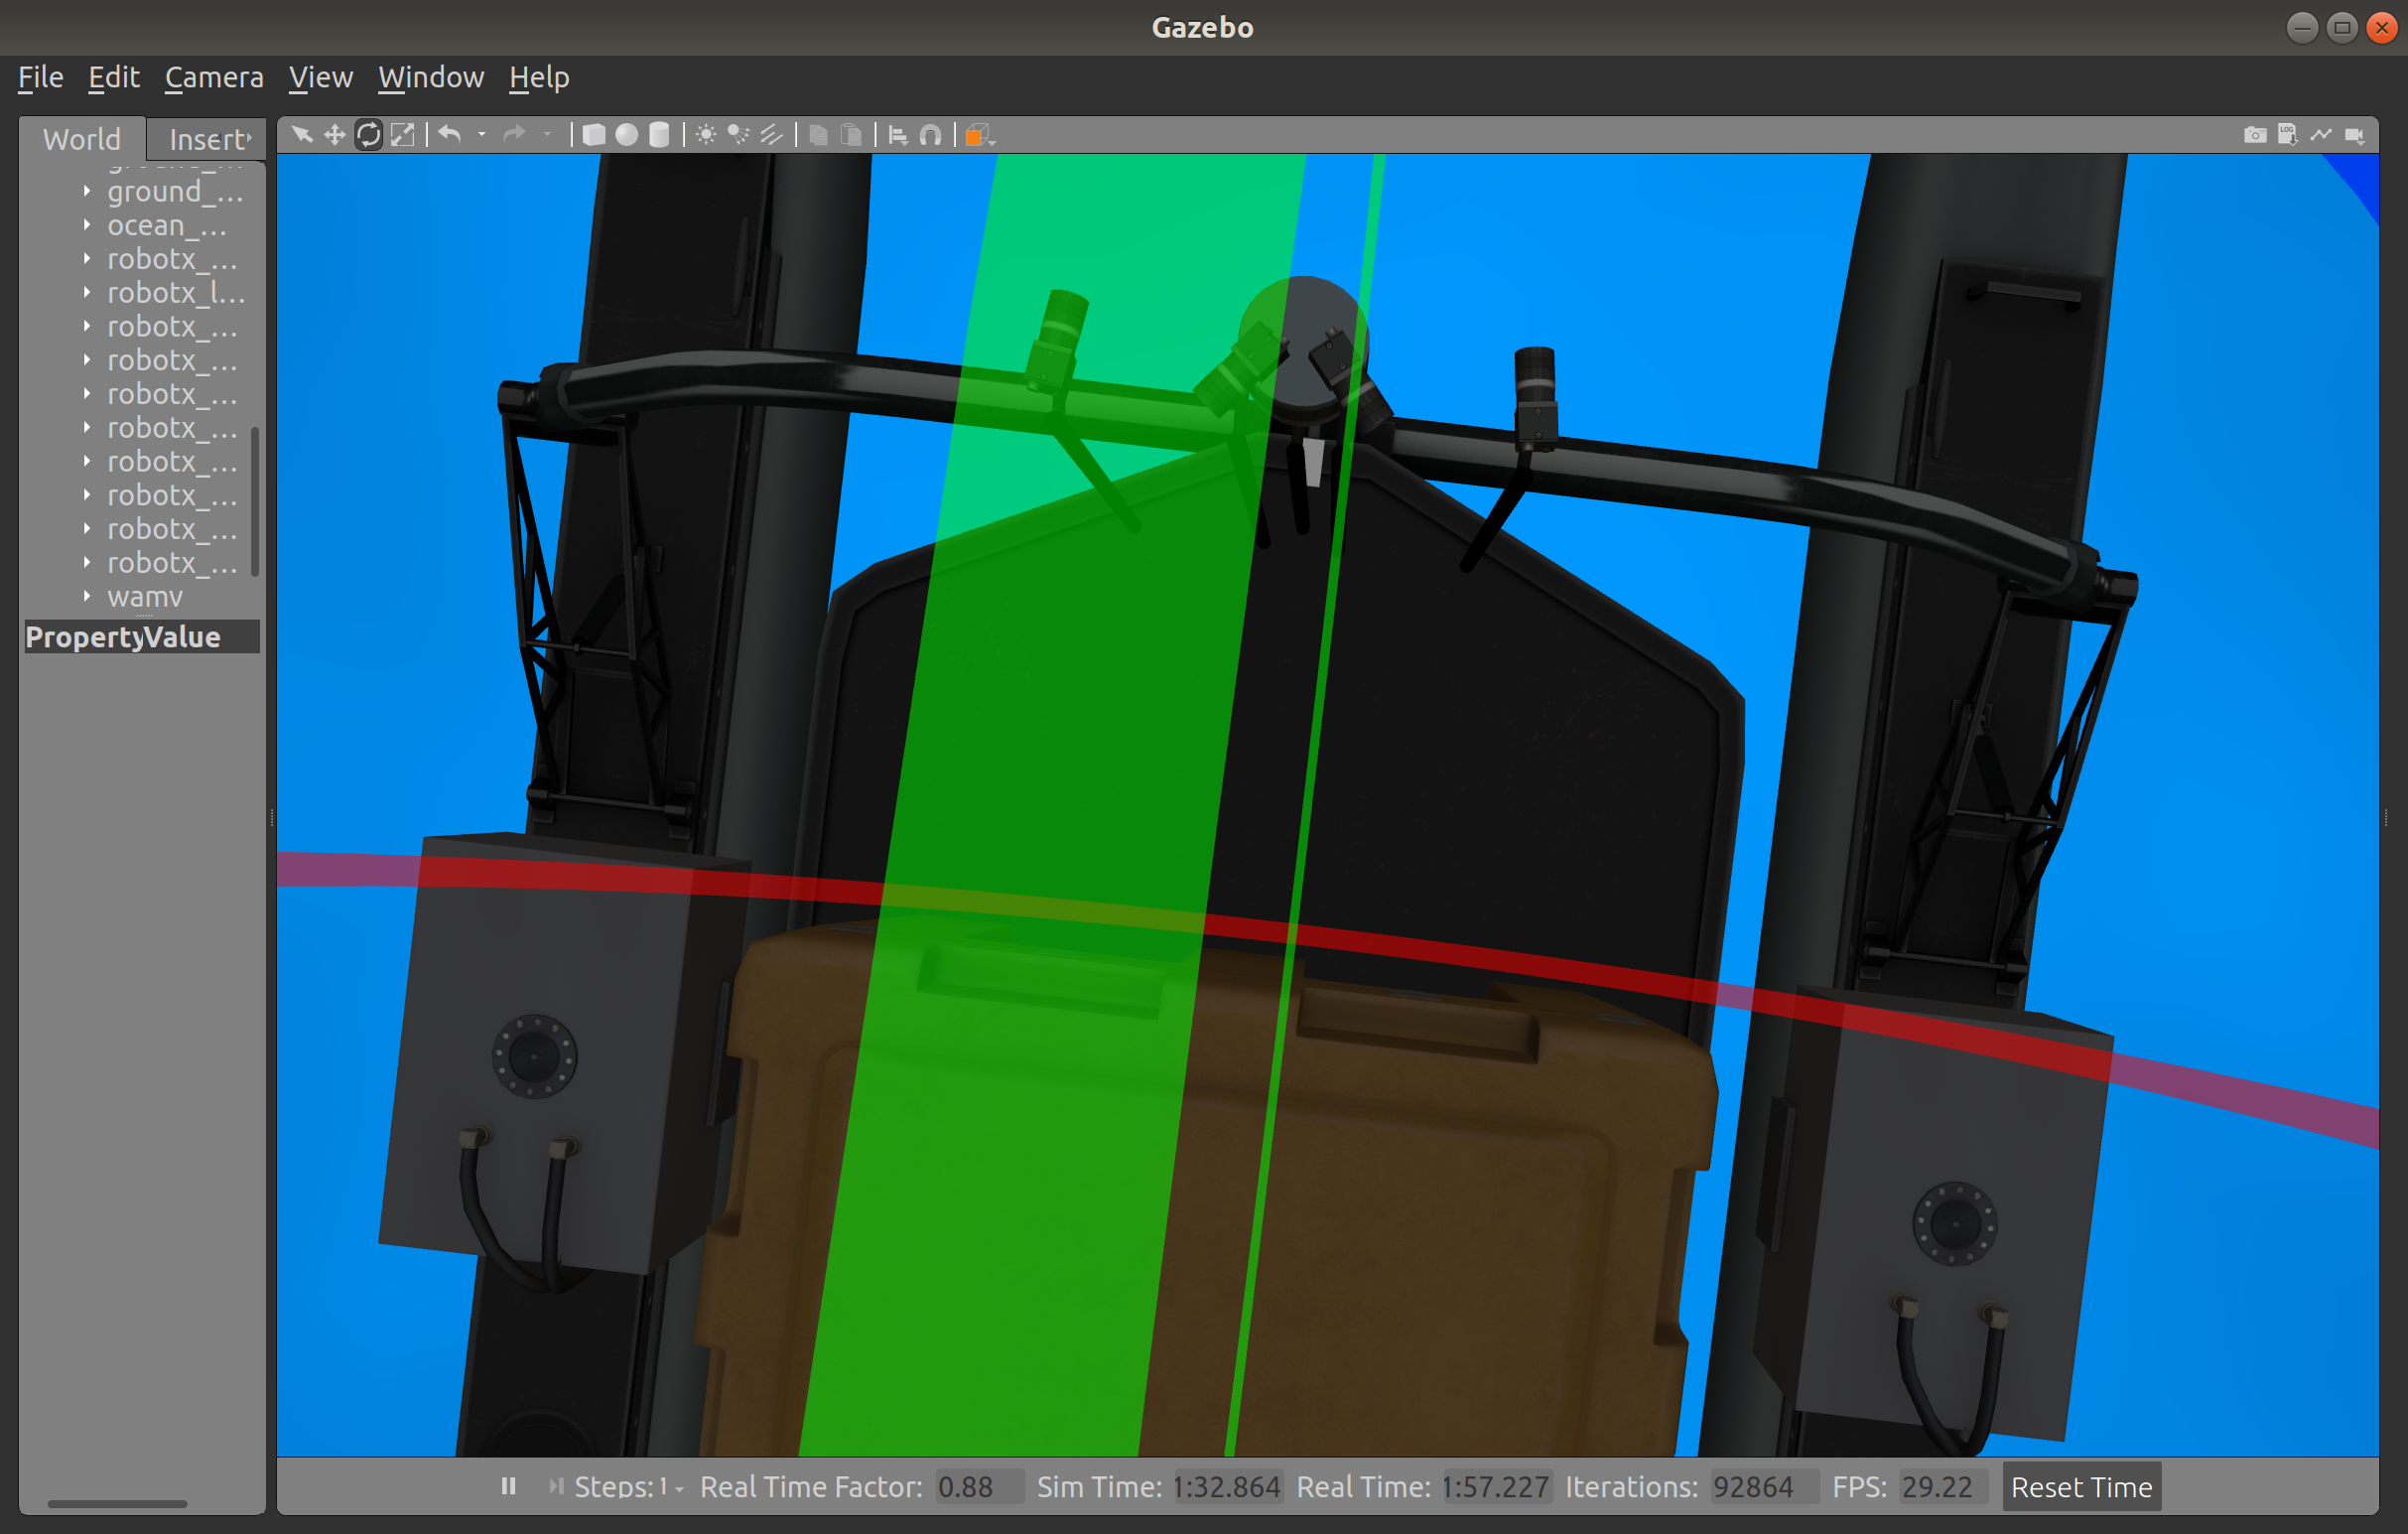 Gazebo
File Edit Camera View Window Help
World Insert
ground_...
ocean_...
robotx_...
robotx_l...
robotx_...
robotx_...
robotx_...
robotx_...
robotx_...
robotx_...
robotx_...
robotx_...
wamv
Property Value
LOG
Steps: 1 Real Time Factor: 0.88 Sim Time: 1:32.864 Real Time: 1:57.227 Iterations: 92864 FPS: 29.22 Reset Time